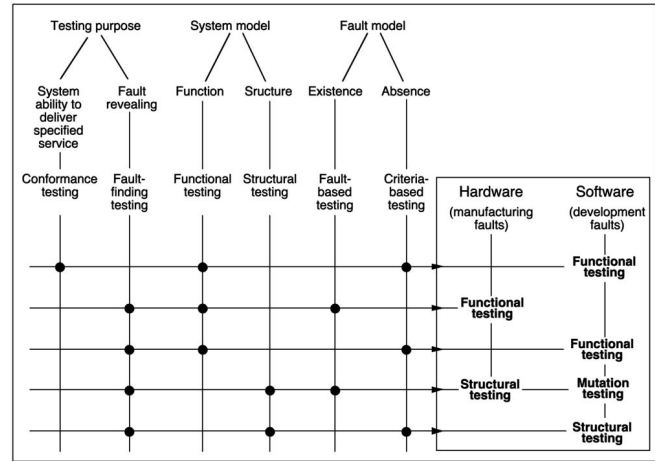 Testing purpose System model Fault model
System ability to deliver specified service
Fault revealing
Function
Sructure
Existence
Absence
Conformance testing
Fault-finding testing
Functional testing
Structural testing
Fault-based testing
Criteria-based testing
Hardware
(manufacturing faults)
Software
(development faults)
Functional testing
Functional testing
Functional testing
Structural testing
Mutation testing
Structural testing